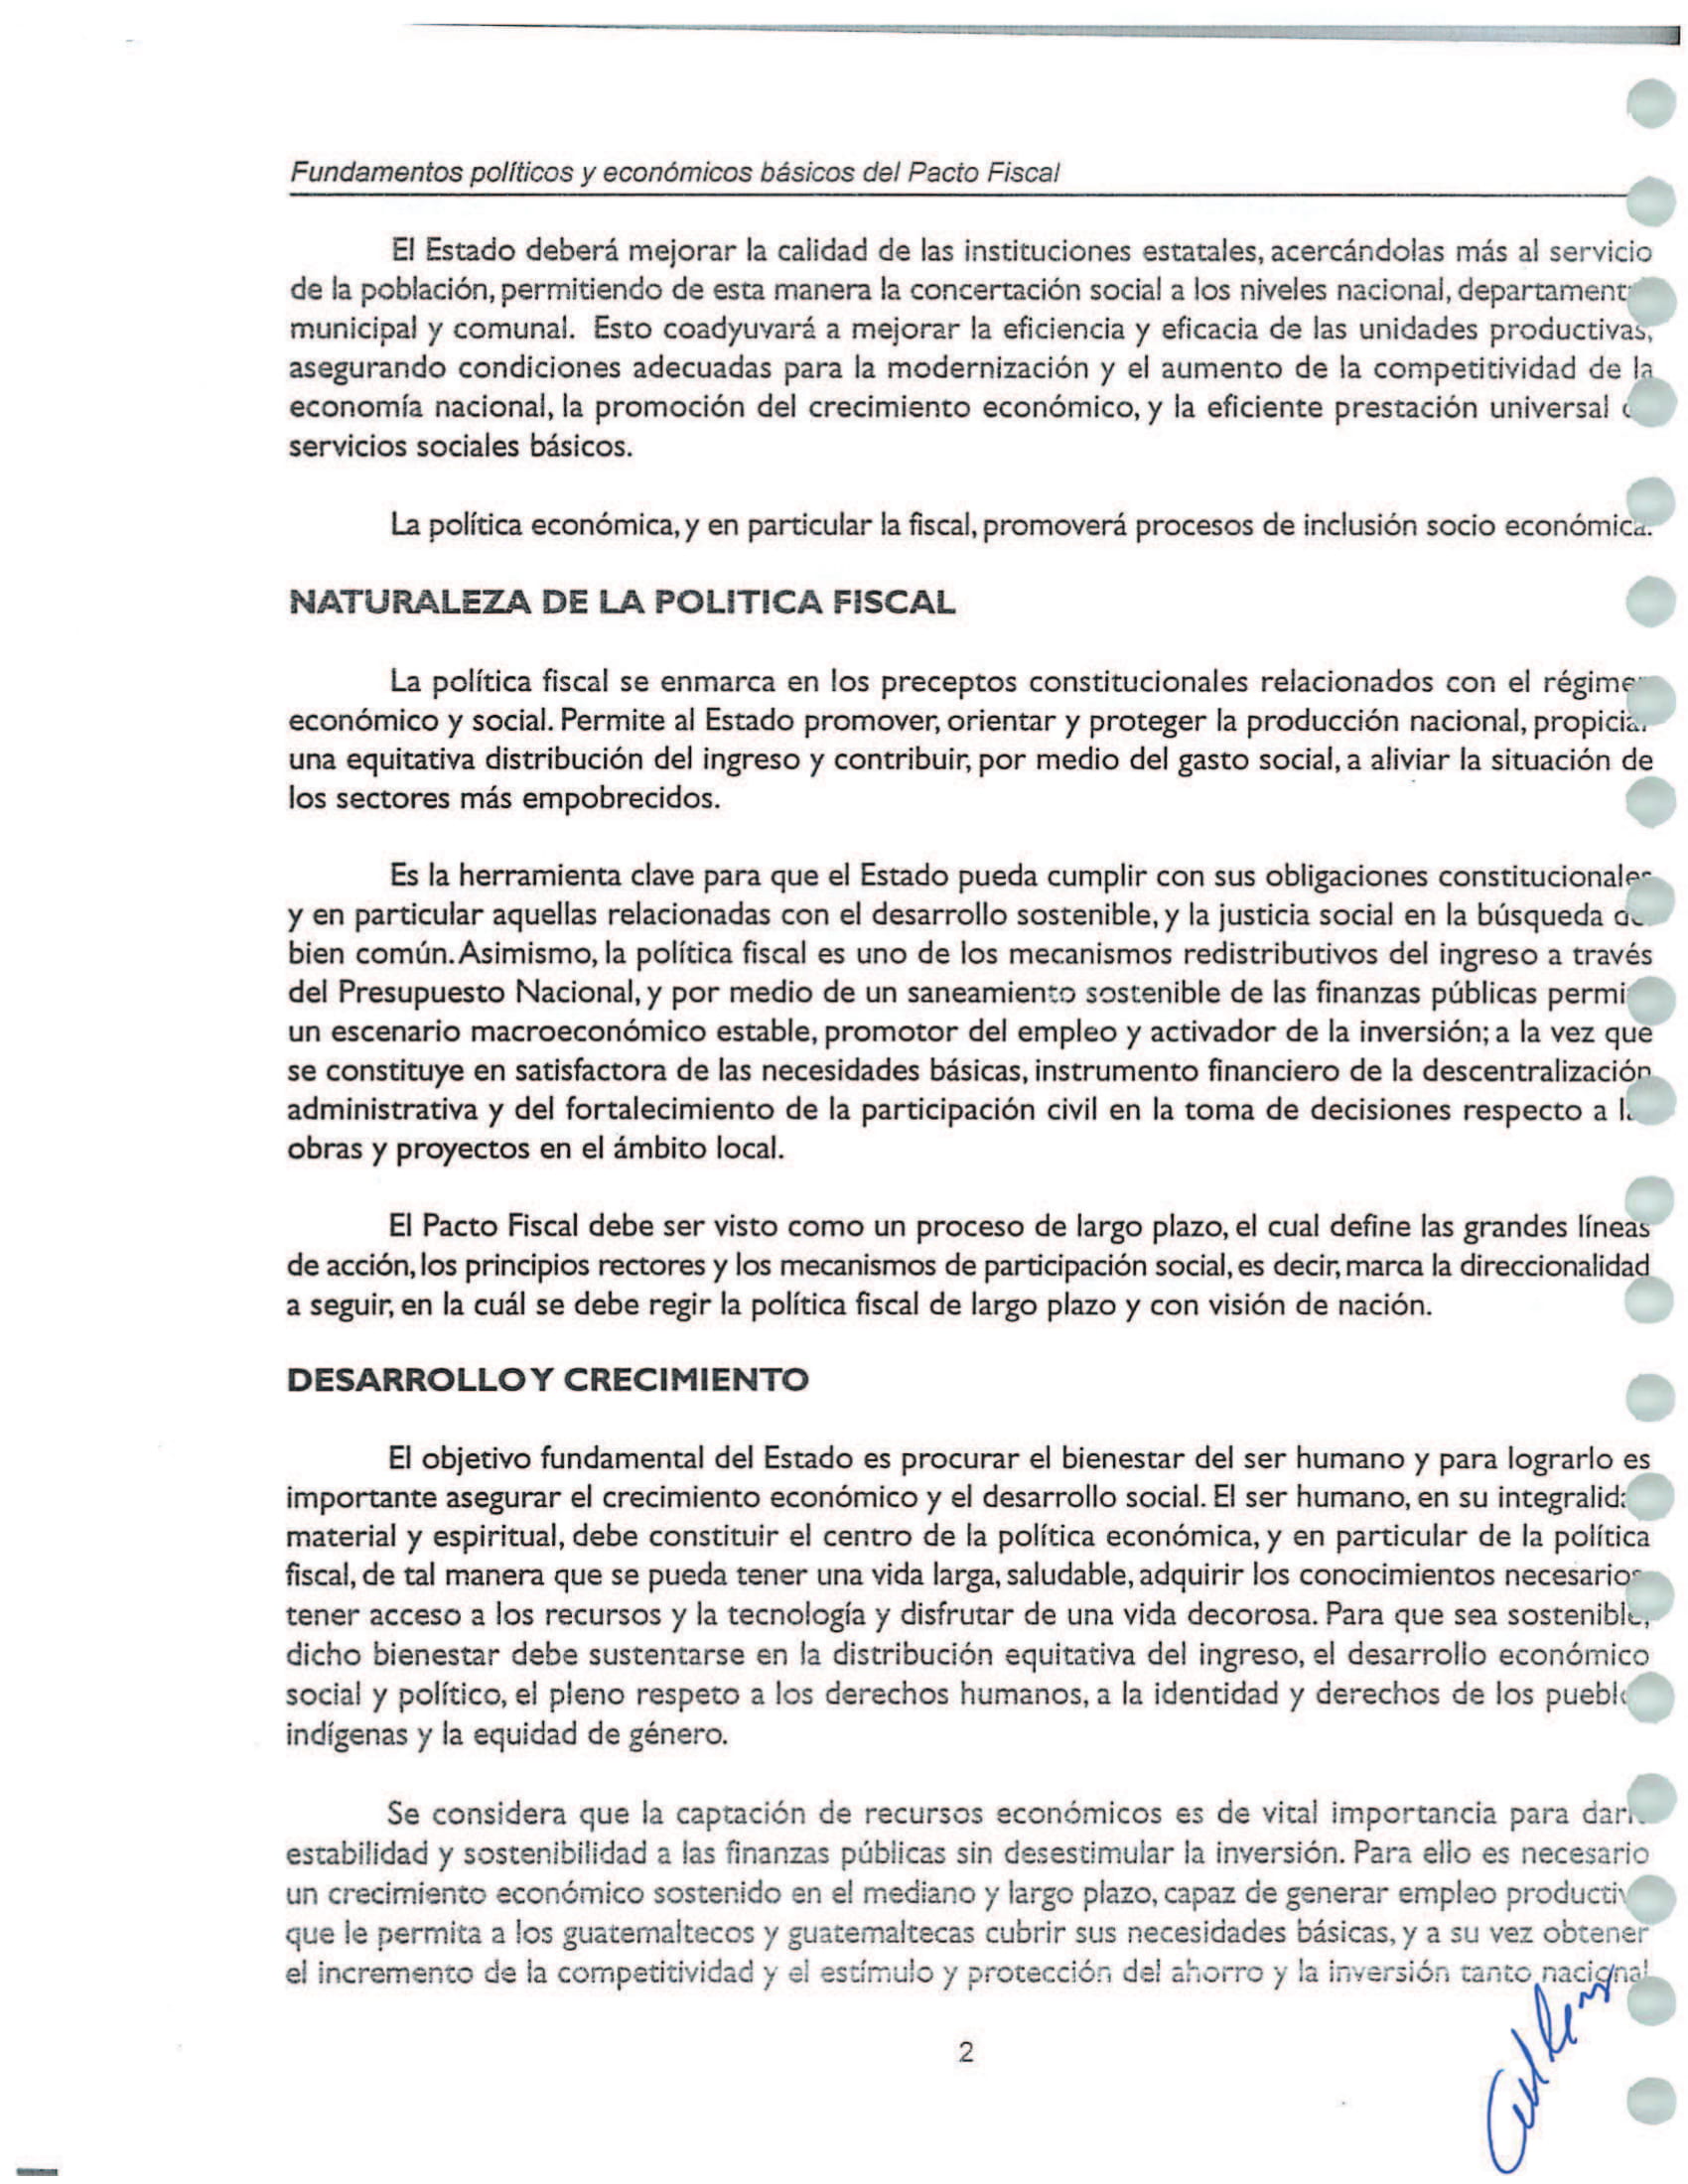 Fundamentos políticos y económicos básicos del Pacto Fiscal
El Estado deberá mejorar la calidad de las instituciones estatales, acercándolas más al servicio
de la población, permitiendo de esta manera la concertación social a los niveles nacional,
municipal y comunal. Esto coadyuvará a mejorar la eficiencia y eficacia de las unidades productivas,
asegurando condiciones adecuadas para la modernización y el aumento de la competitividad de la
economía nacional, la promoción del crecimiento económico, y la eficiente prestación universal
servicios sociales básicos.
La política económica, y en particular la fiscal, promoverá procesos de inclusión socio económica.
NATURALEZA DE LA POLITICA FISCAL
La política fiscal se enmarca en los preceptos constitucionales relacionados con el
económico y social. Permite al Estado promover, orientar y proteger la producción nacional, propiciar
una equitativa distribución del ingreso y contribuir, por medio del gasto social, a aliviar la situación de
los sectores más empobrecidos.
Es la herramienta clave para que el Estado pueda cumplir con sus obligaciones constitucionales
y en particular aquellas relacionadas con el desarrollo sostenible, y la justicia social en la búsqueda
bien común. Asimismo, la política fiscal es uno de los mecanismos redistributivos del ingreso a través
del Presupuesto Nacional, y por medio de un saneamiento sostenible de las finanzas públicas
un escenario macroeconómico estable, promotor del empleo y activador de la inversión; a la vez que
se constituye en satisfactora de las necesidades básicas, instrumento financiero de la descentralización
administrativa y del fortalecimiento de la participación civil en la toma de decisiones respecto a
obras y proyectos en el ámbito local.
El Pacto Fiscal debe ser visto como un proceso de largo plazo, el cual define las grandes líneas
de acción, los principios rectores y los mecanismos de participación social, es decir, marca la direccionalidad
a seguir, en la cuál se debe regir la política fiscal de largo plazo y con visión de nación.
DESARROLLO Y CRECIMIENTO
El objetivo fundamental del Estado es procurar el bienestar del ser humano y para lograrlo es
importante asegurar el crecimiento económico y el desarrollo social. El ser humano, en su
material y espiritual, debe constituir el centro de la política económica, y en particular de la política
fiscal, de tal manera que se pueda tener una vida larga, saludable, adquirir los conocimientos necesarios
tener acceso a los recursos y la tecnología y disfrutar de una vida decorosa. Para que sea sostenible,
dicho bienestar debe sustentarse en la distribución equitativa del ingreso, el desarrollo económico
social y político, el pleno respeto a los derechos humanos, a la identidad y derechos de los
indígenas y la equidad de género.
Se considera que la captación de recursos económicos es de vital importancia para
estabilidad y sostenibilidad a las finanzas públicas sin desestimular la inversión. Para ello es necesario
un crecimiento económico sostenido en el mediano y largo plazo, capaz de generar empleo
que le permita a los guatemaltecos y guatemaltecas cubrir sus necesidades básicas, y a su vez obtener
el incremento de la competitividad y el estímulo y protección del ahorro y la inversión tanto nacional
2